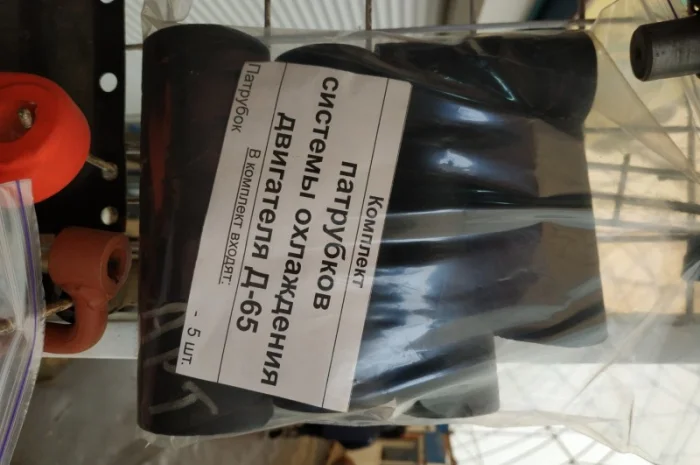 Комплект
патрубков
системы охлаждения
двигателя Д-65
В комплект входят:
Патрубок - 5 шт.